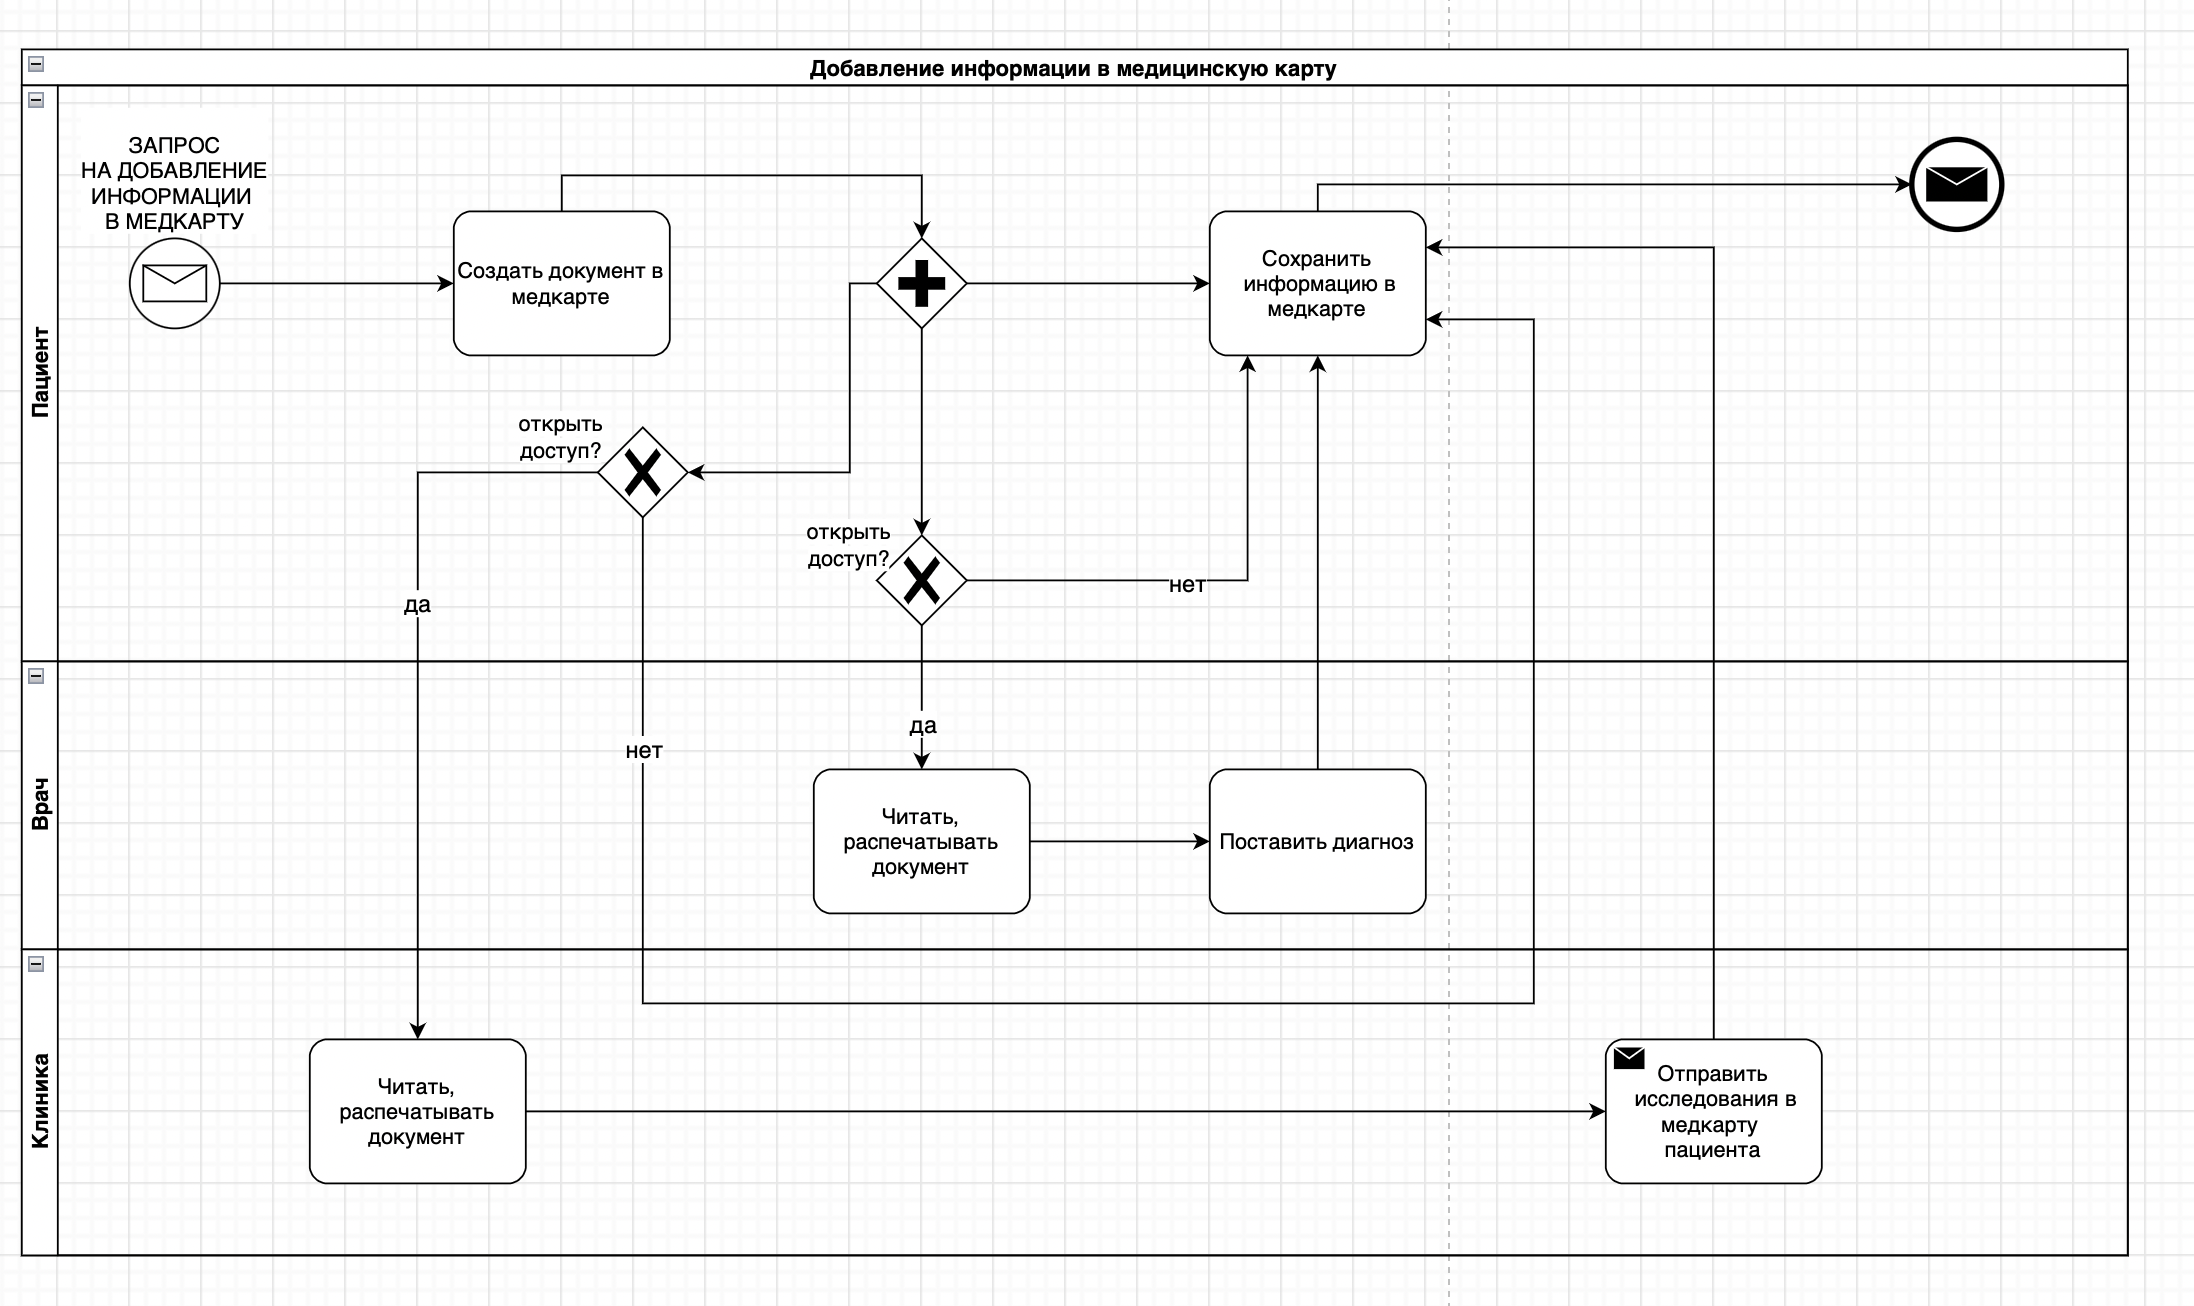 Добавление информации в медицинскую карту
Пациент
ЗАПРОС
НА ДОБАВЛЕНИЕ
ИНФОРМАЦИИ
В МЕДКАРТУ
Создать документ в
медкарте
Сохранить
информацию в
медкарте
открыть
доступ?
открыть
доступ?
да
нет
Врач
нет
да
Читать,
распечатывать
документ
Поставить диагноз
Клиника
Читать,
распечатывать
документ
Отправить
исследования в
медкарту
пациента